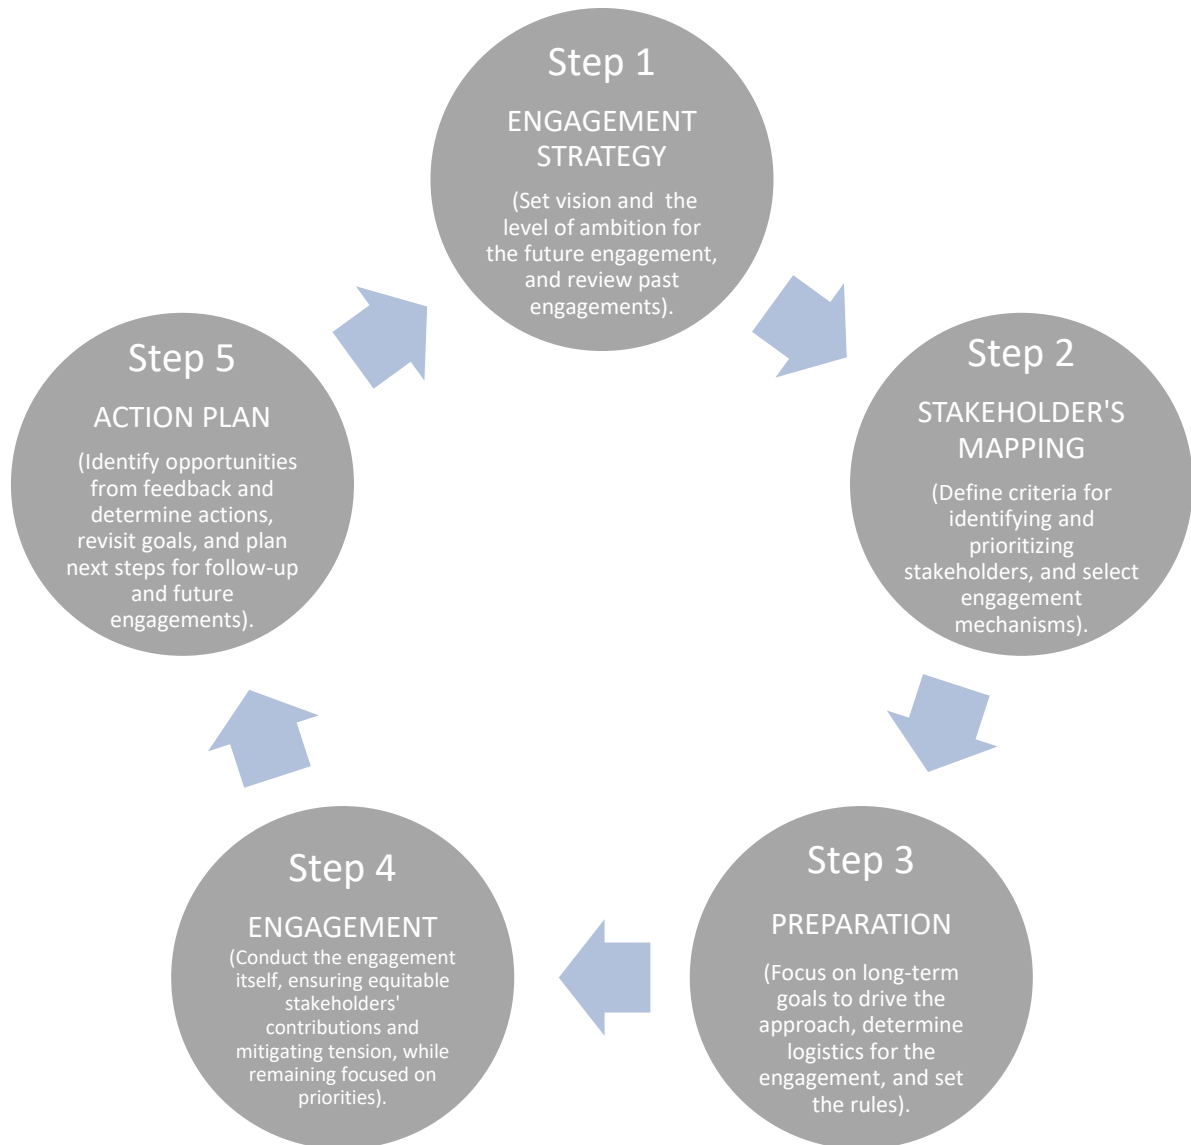 Step 1
ENGAGEMENT
STRATEGY
(Set vision and the
level of ambition for
the future engagement,
and review past
engagements).
Step 2
STAKEHOLDER'S
MAPPING
(Define criteria for
identifying and
prioritizing
stakeholders, and select
engagement
mechanisms).
Step 3
PREPARATION
(Focus on long-term
goals to drive the
approach, determine
logistics for the
engagement, and set
the rules).
Step 4
ENGAGEMENT
(Conduct the engagement
itself, ensuring equitable
stakeholders'
contributions and
mitigating tension, while
remaining focused on
priorities).
Step 5
ACTION PLAN
(Identify opportunities
from feedback and
determine actions,
revisit goals, and plan
next steps for follow-up
and future
engagements).